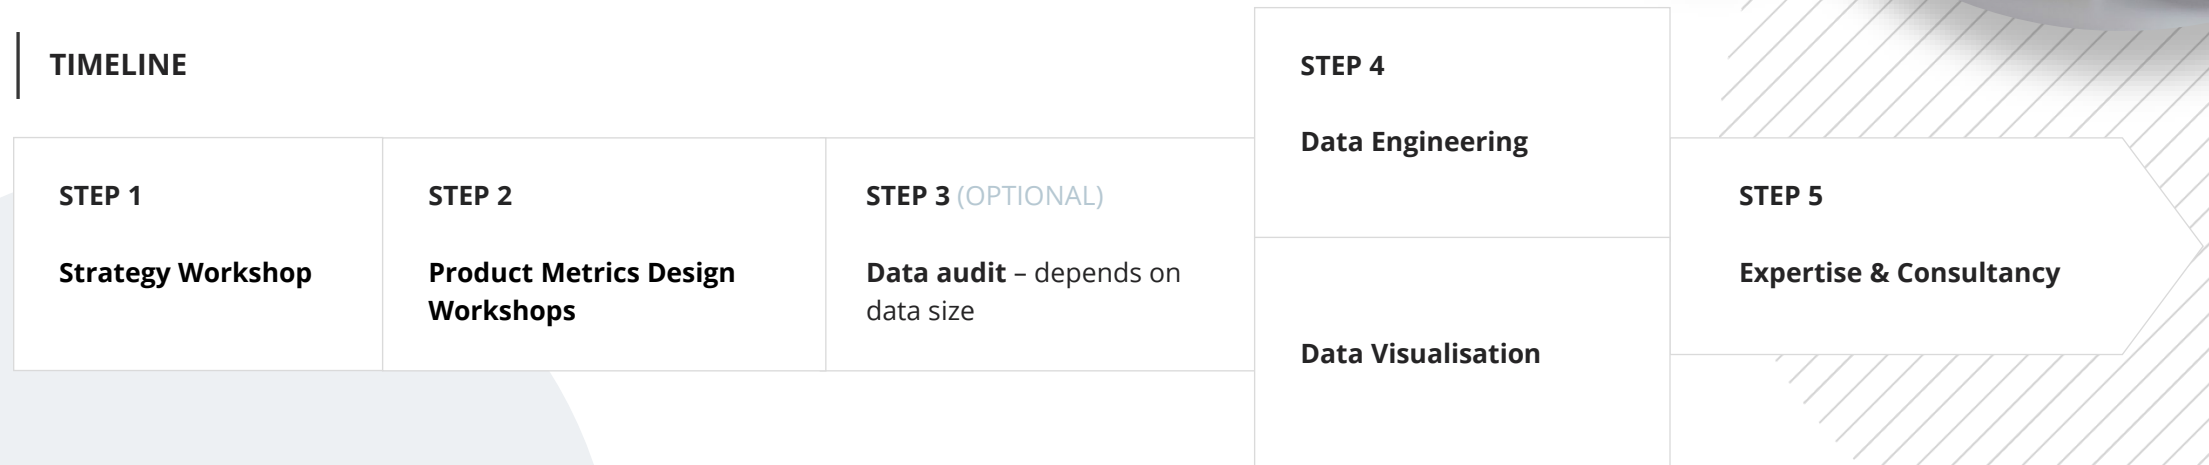 TIMELINE
STEP 1
Strategy Workshop
STEP 2
Product Metrics Design
Workshops
STEP 3 (OPTIONAL)
Data audit – depends on
data size
STEP 4
Data Engineering
Data Visualisation
STEP 5
Expertise & Consultancy